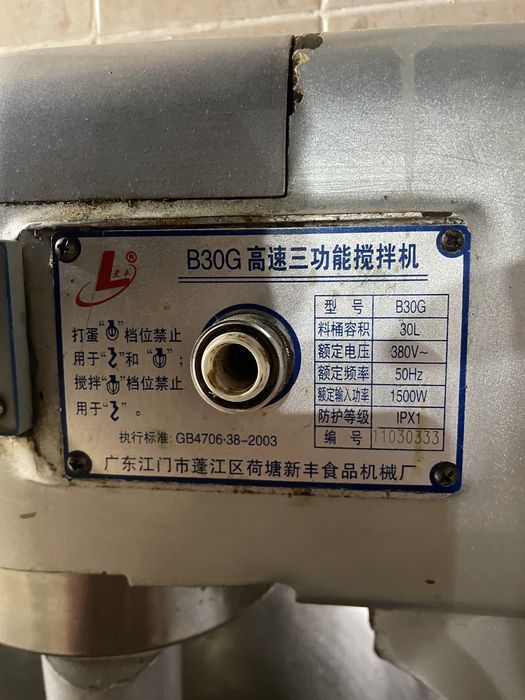 ®
B30G 高速三功能搅拌机
打蛋“ ”档位禁止
用于“ ”和“ ”;
搅拌“ ”档位禁止
用于“ ”。
型 号 B30G
料桶容积 30L
额定电压 380V~
额定频率 50Hz
额定输入功率 1500W
防护等级 IPX1
编 号 11030333
执行标准: GB4706·38-2003
广东江门市蓬江区荷塘新丰食品机械厂